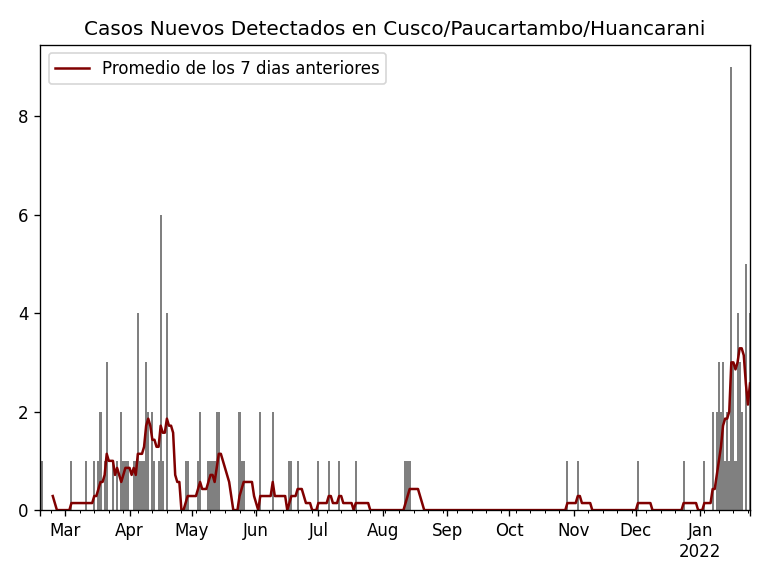 Casos Nuevos Detectados en Cusco/Paucartambo/Huancarani
Promedio de los 7 dias anteriores
8
6
4
2
0
Mar Apr May Jun Jul Aug Sep Oct Nov Dec Jan
2022